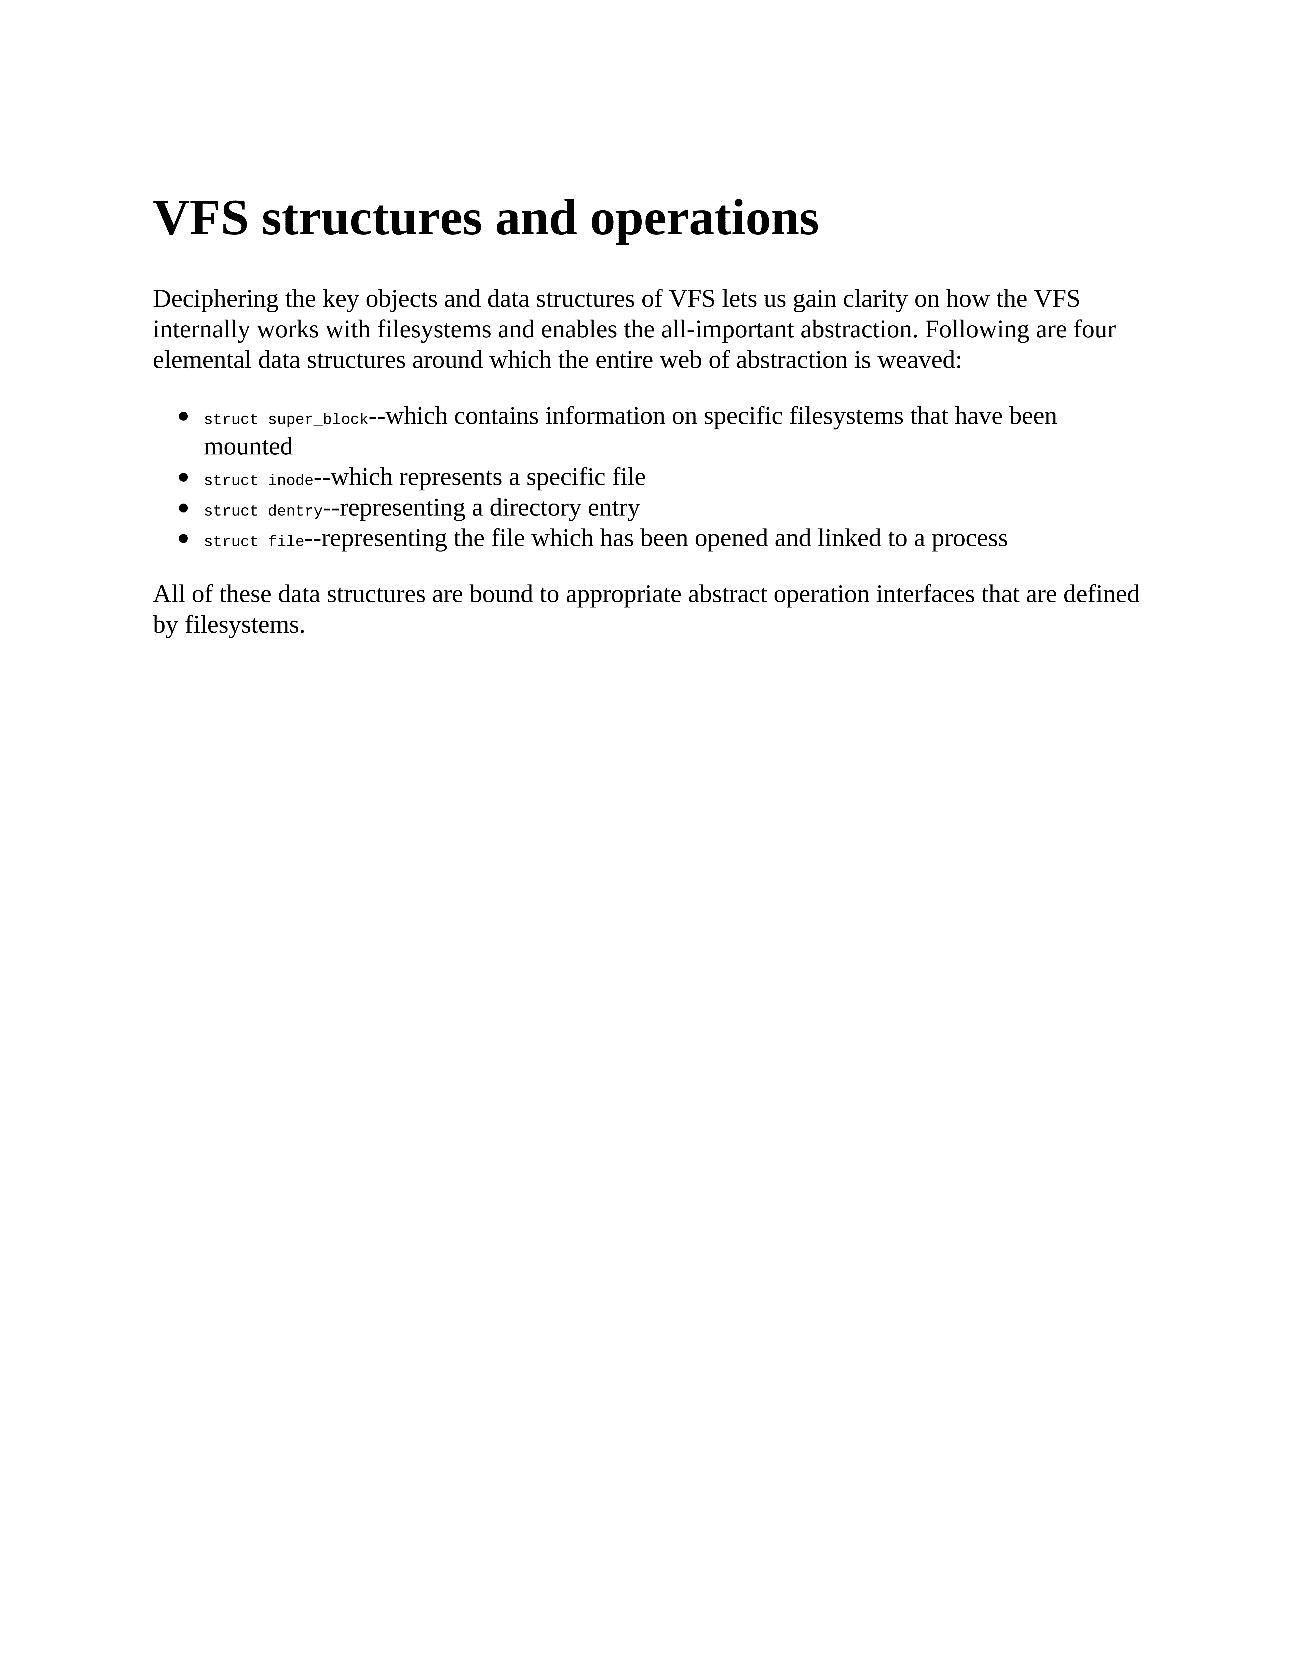 VFS structures and operations
Deciphering the key objects and data structures of VFS lets us gain clarity on how the VFS
internally works with filesystems and enables the all-important abstraction. Following are four
elemental data structures around which the entire web of abstraction is weaved:
• struct super_block--which contains information on specific filesystems that have been
mounted
• struct inode--which represents a specific file
• struct dentry--representing a directory entry
• struct file--representing the file which has been opened and linked to a process
All of these data structures are bound to appropriate abstract operation interfaces that are defined
by filesystems.